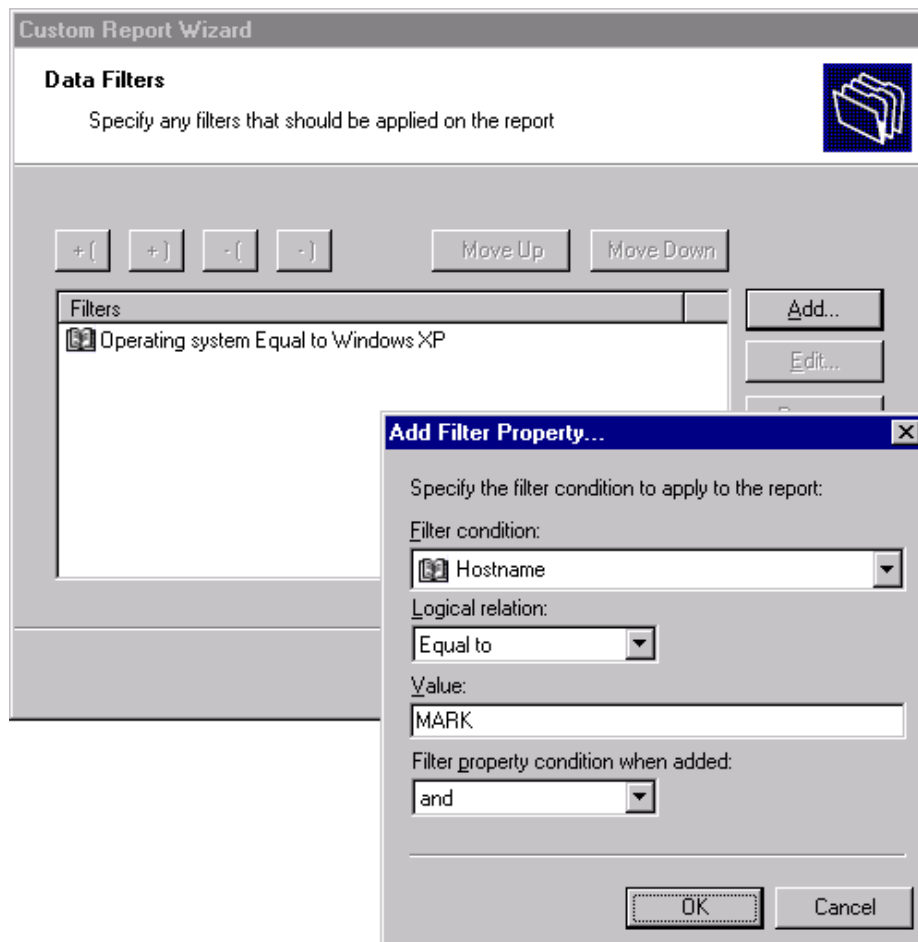 Custom Report Wizard
Data Filters
Specify any filters that should be applied on the report
+ (
+ )
- (
- )
Move Up
Move Down
Filters
Add...
Operating system Equal to Windows XP
Edit...
Add Filter Property...
Specify the filter condition to apply to the report:
Filter condition:
Hostname
Logical relation:
Equal to
Value:
MARK
Filter property condition when added:
and
OK
Cancel